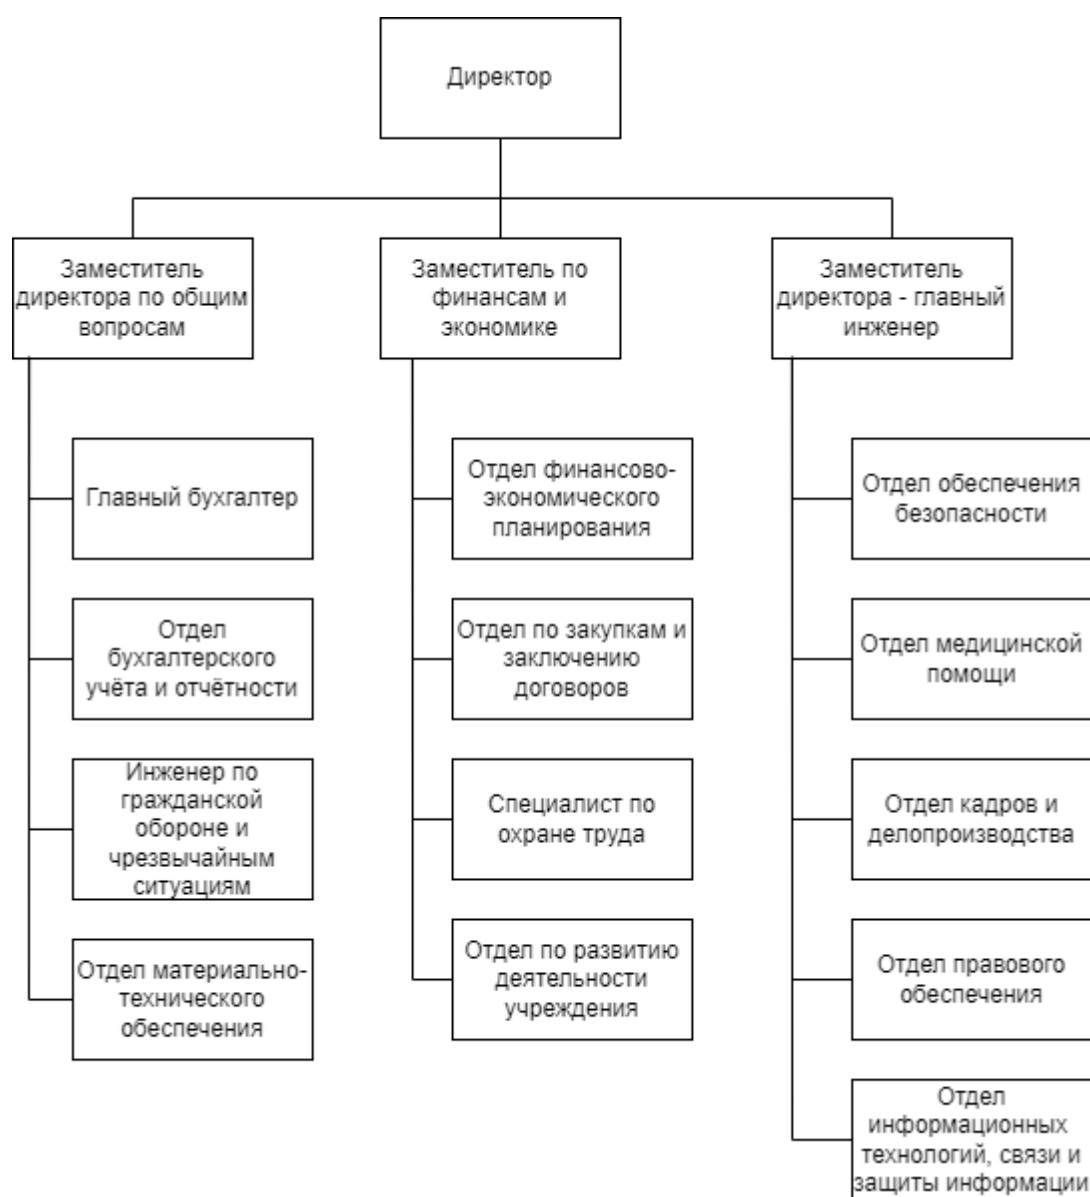 Директор
Заместитель
директора по общим
вопросам
Заместитель по
финансам и
экономике
Заместитель
директора - главный
инженер
Главный бухгалтер
Отдел
бухгалтерского
учёта и отчётности
Инженер по
гражданской
обороне и
чрезвычайным
ситуациям
Отдел материально-
технического
обеспечения
Отдел финансово-
экономического
планирования
Отдел по закупкам и
заключению
договоров
Специалист по
охране труда
Отдел по развитию
деятельности
учреждения
Отдел обеспечения
безопасности
Отдел медицинской
помощи
Отдел кадров и
делопроизводства
Отдел правового
обеспечения
Отдел
информационных
технологий, связи и
защиты информации